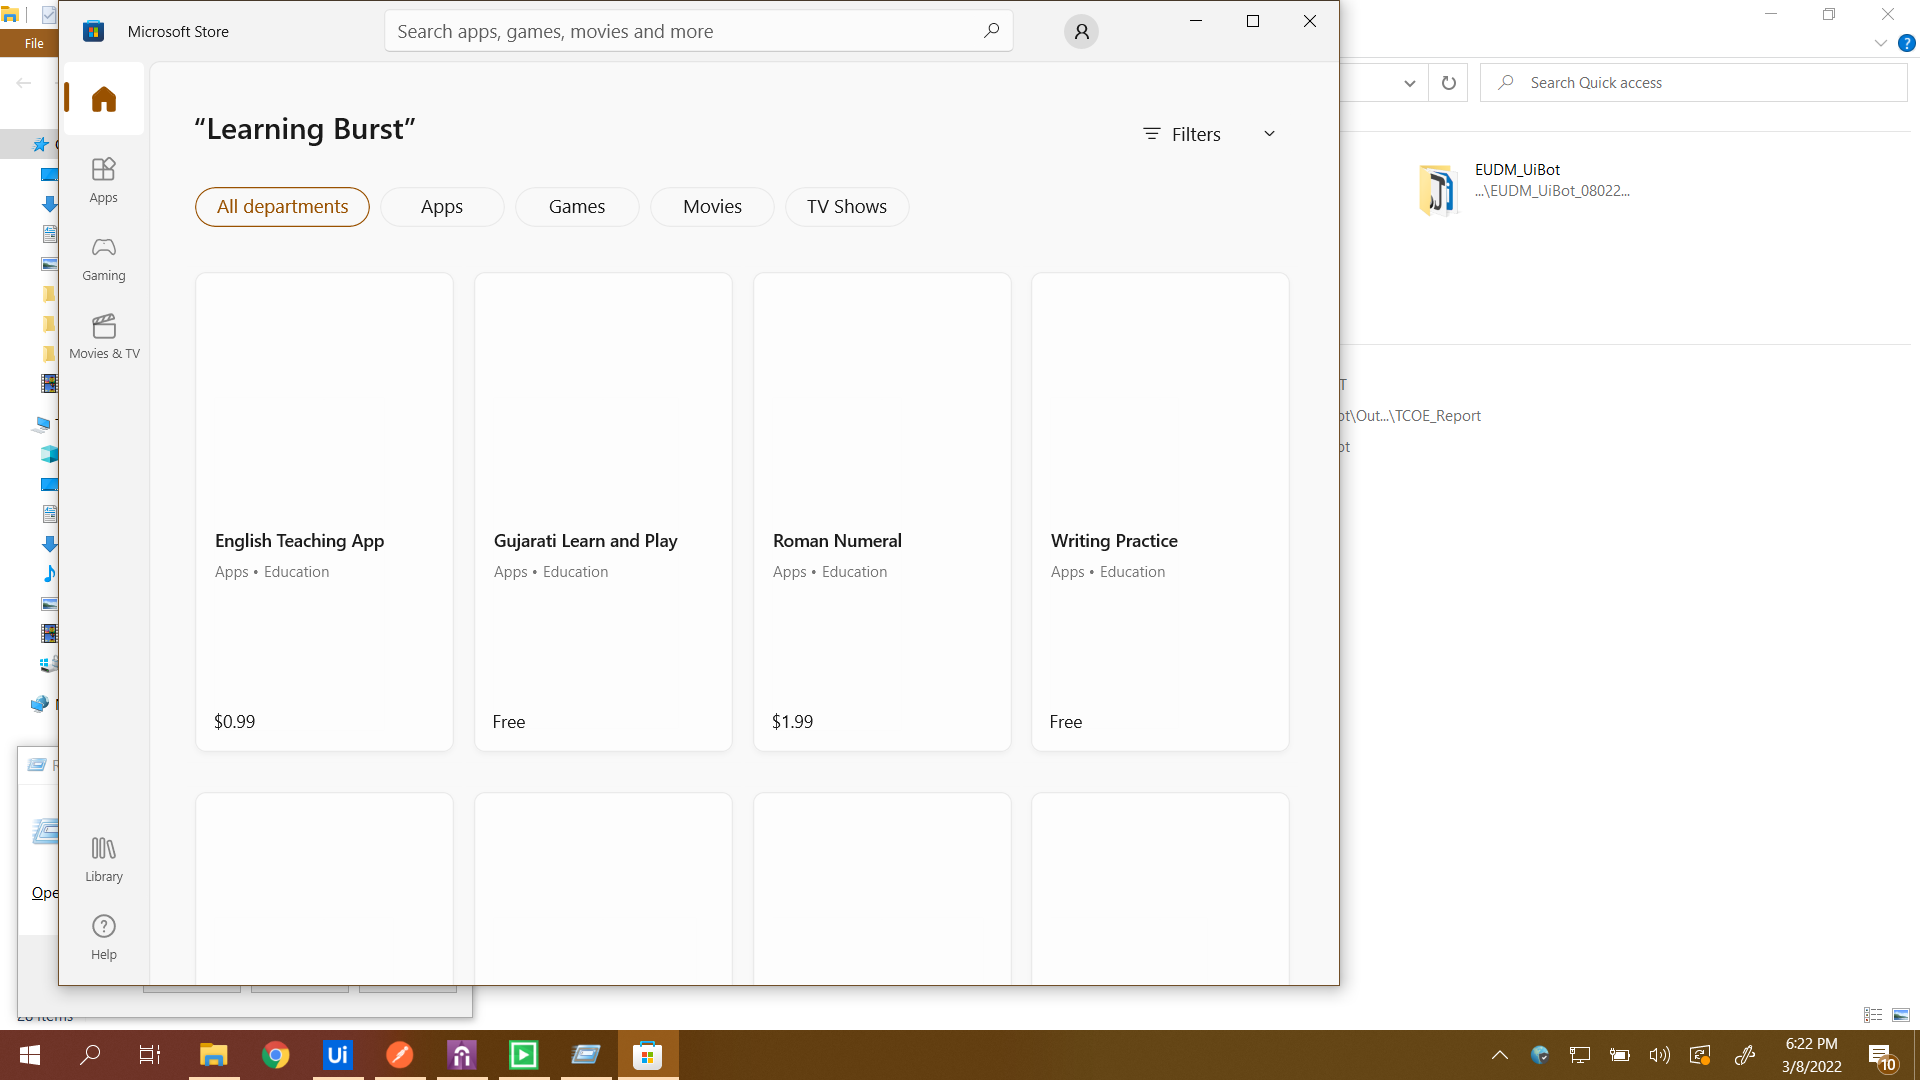 File
Microsoft Store
Search apps, games, movies and more
Search Quick access
Apps
Gaming
Movies & TV
Library
Help
“Learning Burst”
Filters
All departments
Apps
Games
Movies
TV Shows
English Teaching App
Apps • Education
$0.99
Gujarati Learn and Play
Apps • Education
Free
Roman Numeral
Apps • Education
$1.99
Writing Practice
Apps • Education
Free
EUDM_UiBot
...\EUDM_UiBot_08022...
T
ot\Out...\TCOE_Report
ot
Ope
Ui
6:22 PM
3/8/2022
10